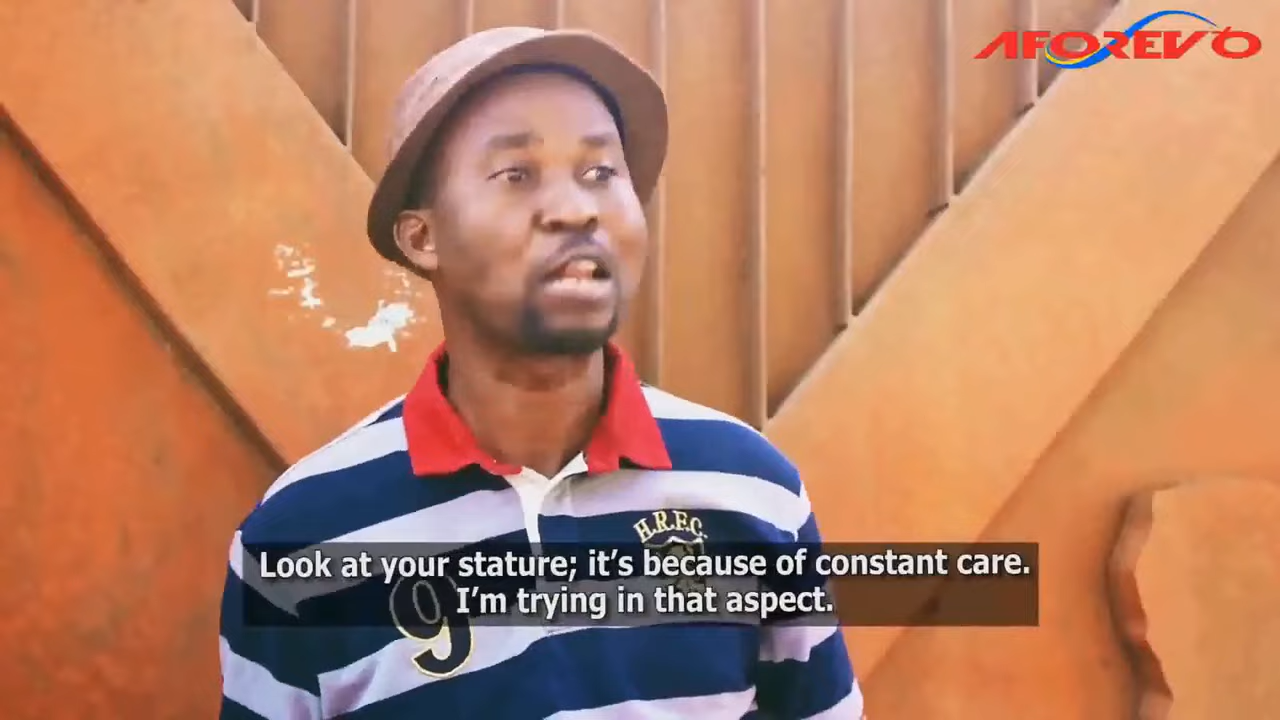 AFOREVO
H.R.F.C.
Look at your stature; it's because of constant care.
I'm trying in that aspect.
9